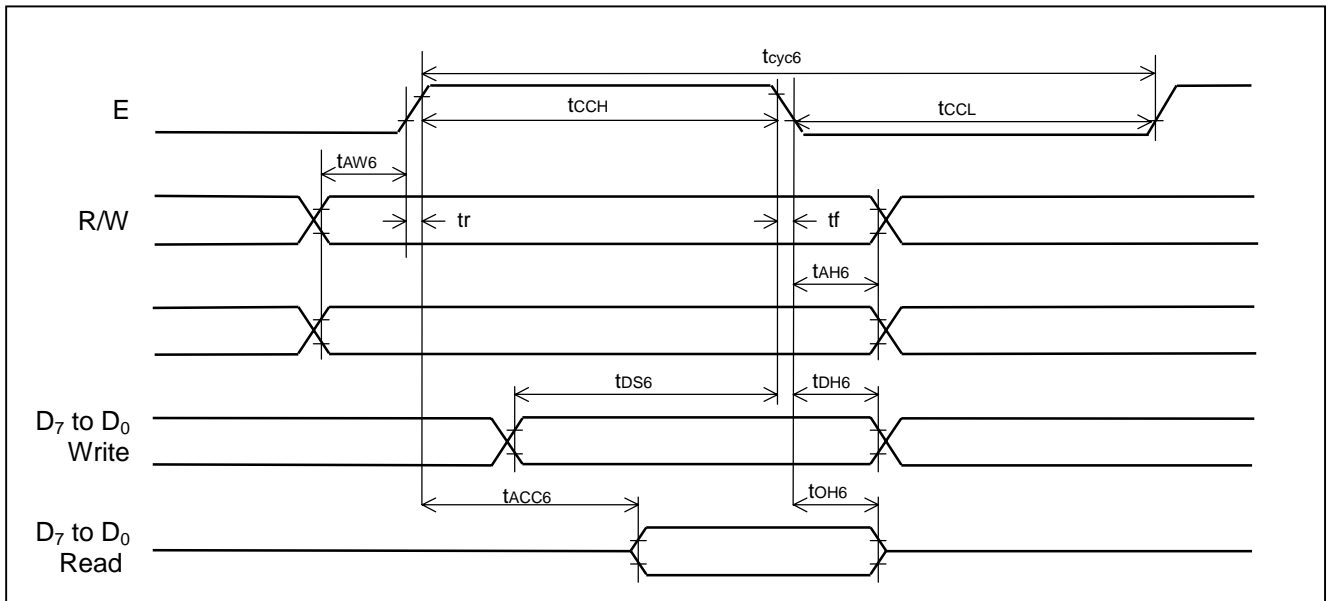 tcyc6
E
tCCH
tCCL
tAW6
R/W
tr
tf
tAH6
tDS6
tDH6
D₇ to D₀
Write
tACC6
tOH6
D₇ to D₀
Read